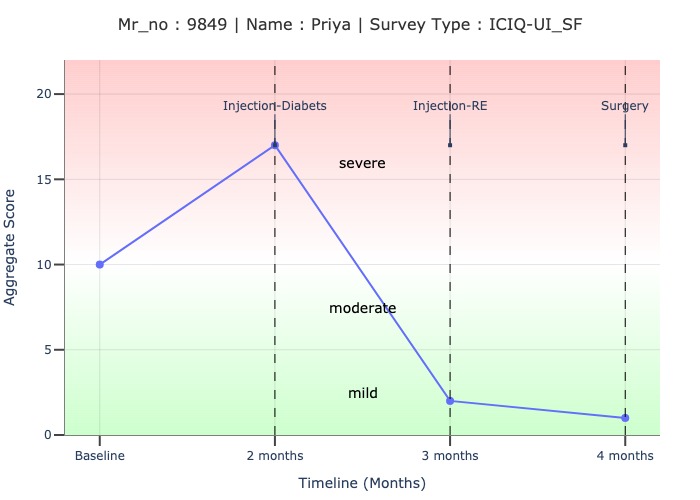 Mr_no : 9849 | Name : Priya | Survey Type : ICIQ-UI_SF
20
Injection-Diabets
Injection-RE
Surgery
severe
15
10
moderate
5
mild
0
Baseline
2 months
3 months
4 months
Timeline (Months)
Aggregate Score